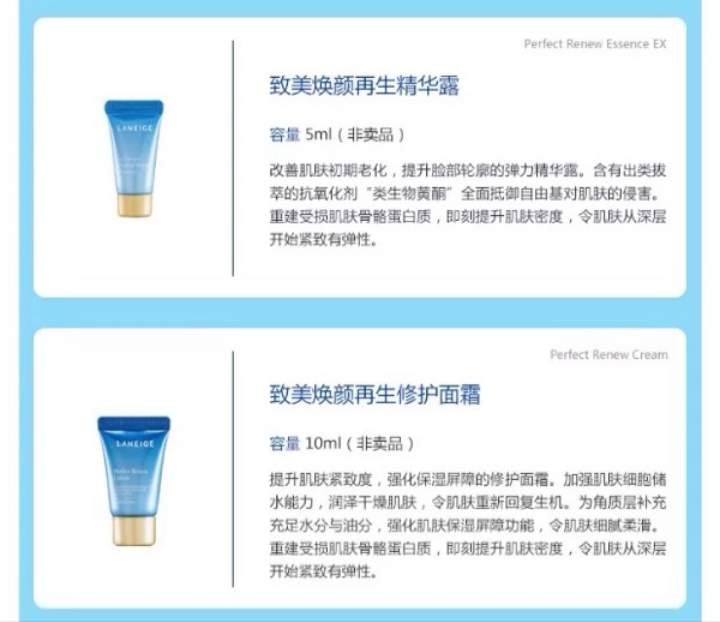 Perfect Renew Essence EX
致美焕颜再生精华露
LANEIGE
容量 5ml（非卖品）
改善肌肤初期老化，提升脸部轮廓的弹力精华露。含有出类拔
萃的抗氧化剂“类生物黄酮”全面抵御自由基对肌肤的侵害。
重建受损肌肤骨骼蛋白质，即刻提升肌肤密度，令肌肤从深层
开始紧致有弹性。
Perfect Renew Cream
致美焕颜再生修护面霜
LANEIGE
容量 10ml（非卖品）
提升肌肤紧致度，强化保湿屏障的修护面霜。加强肌肤细胞储
水能力，润泽干燥肌肤，令肌肤重新回复生机。为角质层补充
充足水分与油分，强化肌肤保湿屏障功能，令肌肤细腻柔滑。
重建受损肌肤骨骼蛋白质，即刻提升肌肤密度，令肌肤从深层
开始紧致有弹性。